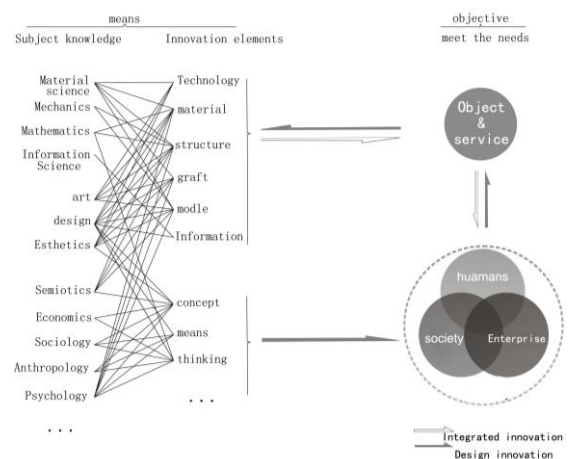 means
objective
Subject knowledge
Innovation elements
meet the needs
Material
science
Mechanics
Mathematics
Information
Science
art
design
Esthetics
Semiotics
Economics
Sociology
Anthropology
Psychology
...
Technology
material
structure
graft
modle
Information
concept
means
thinking
...
Object
&
service
huamans
society
Enterprise
Integrated innovation
Design innovation